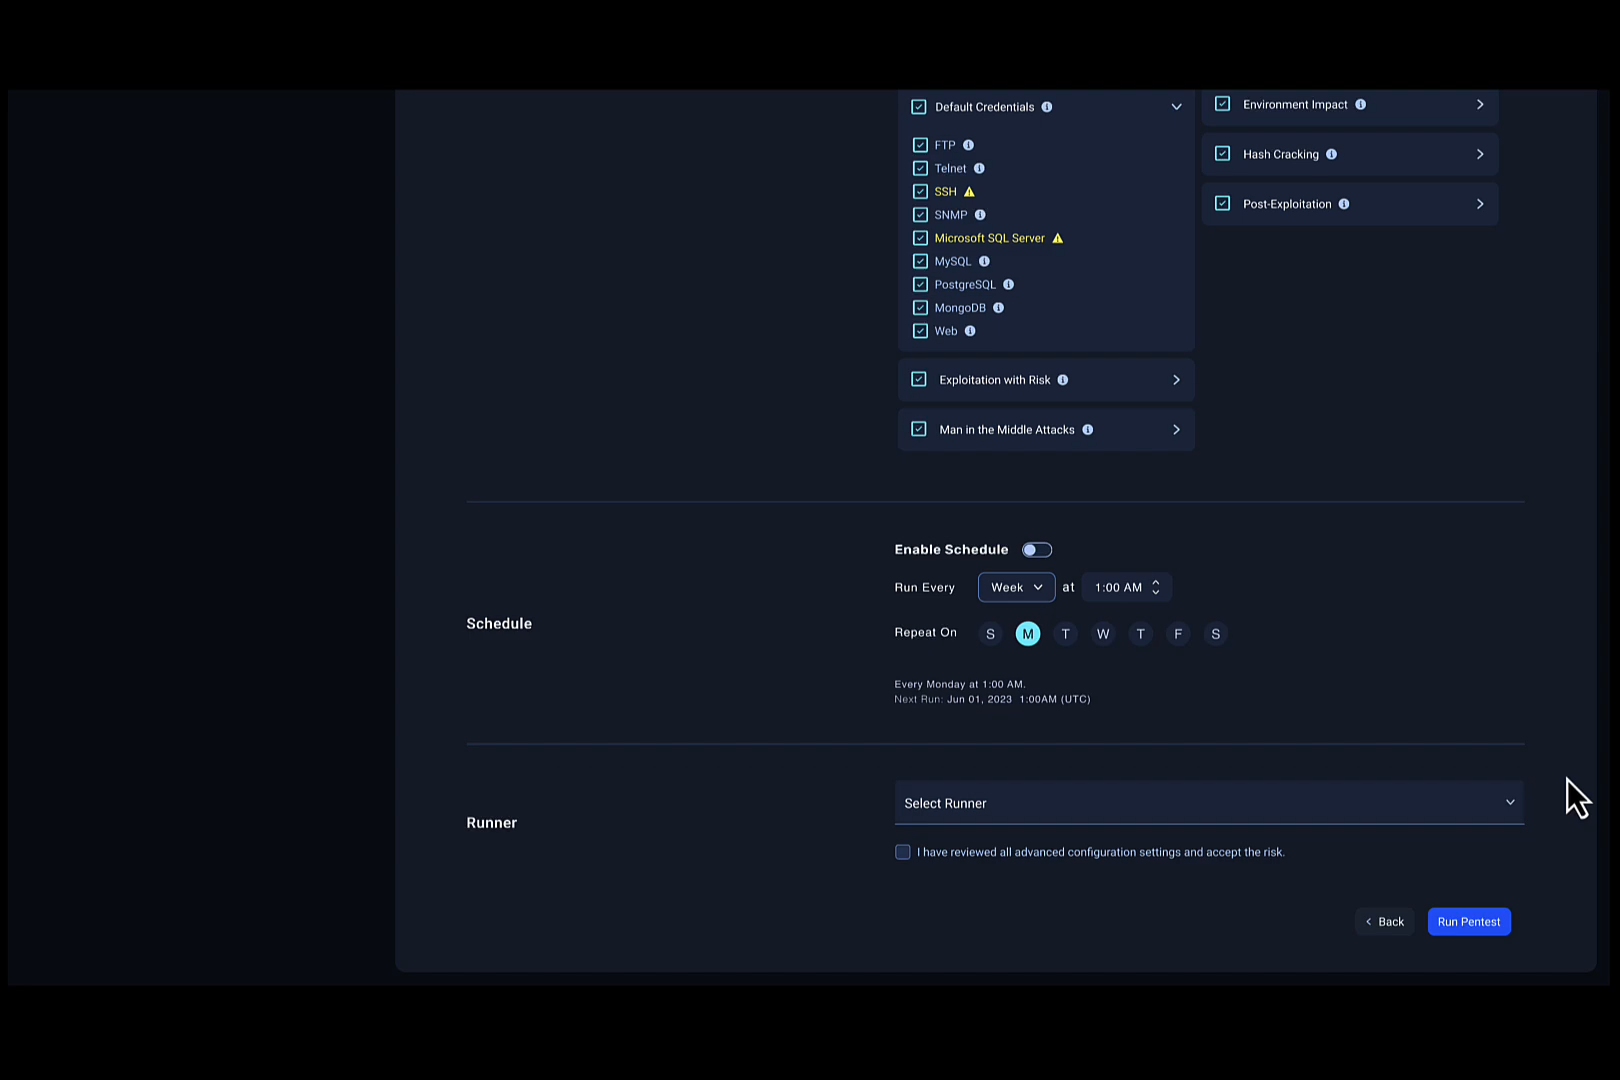 Default Credentials
FTP
Telnet
SSH
SNMP
Microsoft SQL Server
MySQL
PostgreSQL
MongoDB
Web
Exploitation with Risk
Man in the Middle Attacks
Environment Impact
Hash Cracking
Post-Exploitation
Schedule
Enable Schedule
Run Every Week at 1:00 AM
Repeat On S M T W T F S
Every Monday at 1:00 AM.
Next Run: Jun 01, 2023 1:00AM (UTC)
Runner
Select Runner
I have reviewed all advanced configuration settings and accept the risk.
< Back Run Pentest